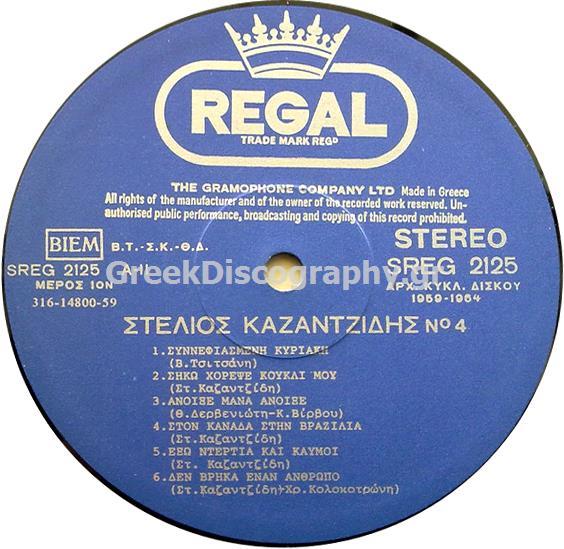 REGAL
TRADE MARK REGD
THE GRAMOPHONE COMPANY LTD Made in Greece
All rights of the manufacturer and of the owner of the recorded work reserved. Un-
authorised public performance, broadcasting and copying of this record prohibited.
BIEM Β.Τ.-Σ.Κ.-Θ.Δ. STEREO
SREG 2125 SREG 2125
GreekDiscography.gr
ΜΕΡΟΣ 1ΟΝ ΑΡΧ.ΚΥΚΛ. ΔΙΣΚΟΥ
316-14800-59 1959-1964
ΣΤΕΛΙΟΣ ΚΑΖΑΝΤΖΙΔΗΣ Νο 4
1.ΣΥΝΝΕΦΙΑΣΜΕΝΗ ΚΥΡΙΑΚΗ
(Β.Τσιτσάνη)
2.ΣΗΚΩ ΧΟΡΕΨΕ ΚΟΥΚΛΙ ΜΟΥ
(Στ.Καζαντζίδη)
3.ΑΝΟΙΞΕ ΜΑΝΑ ΑΝΟΙΞΕ
(Θ.Δερβενιώτη-Κ.Βίρβου)
4.ΣΤΟΝ ΚΑΝΑΔΑ ΣΤΗΝ ΒΡΑΖΙΛΙΑ
(Στ.Καζαντζίδη)
5.ΕΧΩ ΝΤΕΡΤΙΑ ΚΑΙ ΚΑΥΜΟΙ
(Στ. Καζαντζίδη)
6.ΔΕΝ ΒΡΗΚΑ ΕΝΑΝ ΑΝΘΡΩΠΟ
(Στ.Καζαντζίδη)-Χρ.Κολοκοτρώνη)